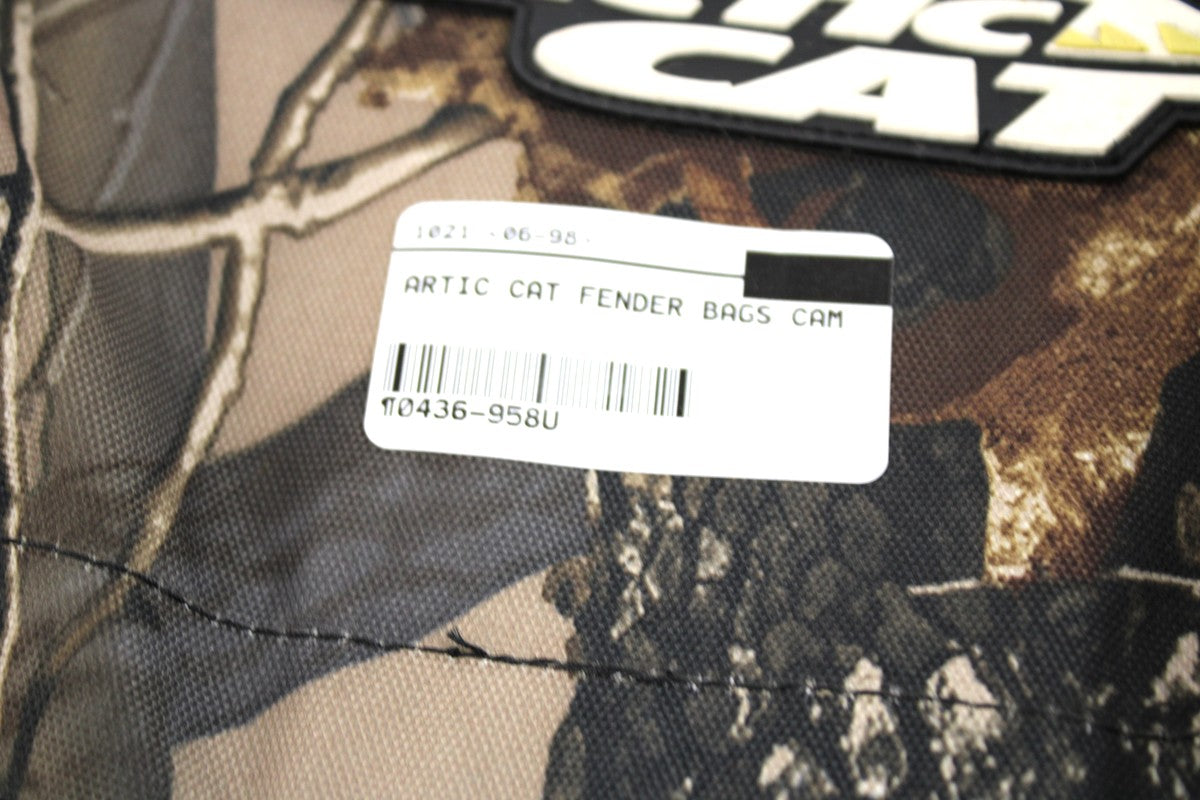 CAT
1021 -06-98-
ARTIC CAT FENDER BAGS CAM
¶0436-958U